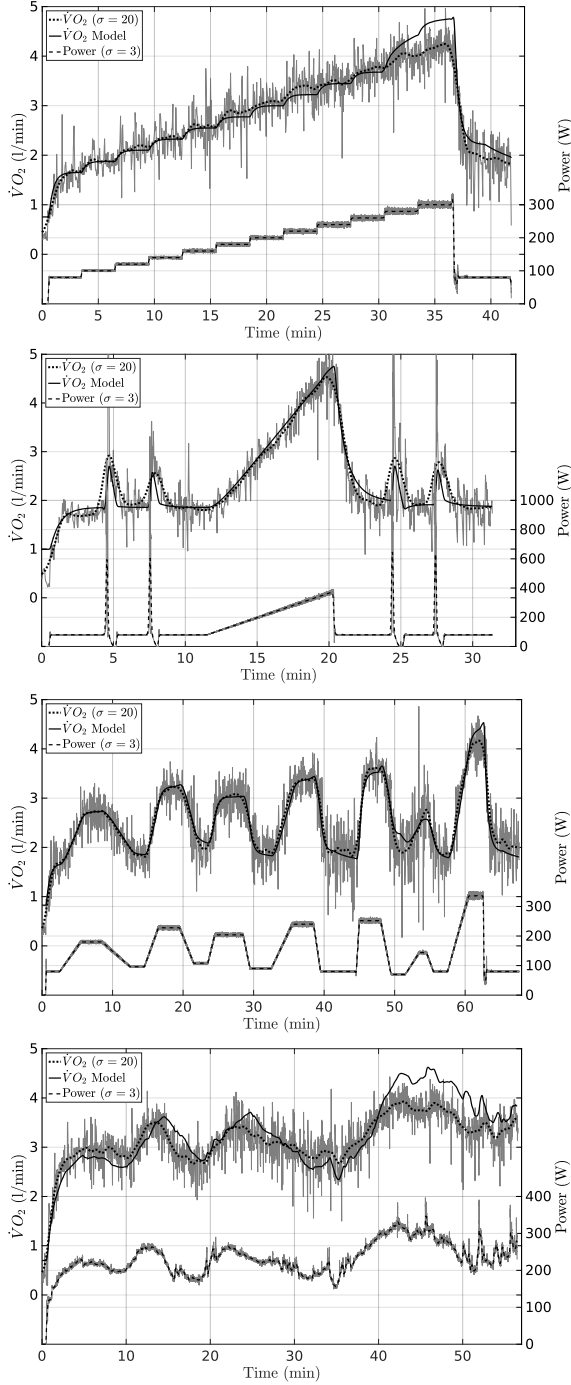 V̇O₂ (σ = 20)
V̇O₂ Model
Power (σ = 3)
V̇O₂ (l/min)
5
4
3
2
1
0
Power (W)
300
200
100
0
0 5 10 15 20 25 30 35 40
Time (min)
V̇O₂ (σ = 20)
V̇O₂ Model
Power (σ = 3)
V̇O₂ (l/min)
5
4
3
2
1
0
Power (W)
1000
800
600
400
200
0
0 5 10 15 20 25 30
Time (min)
V̇O₂ (σ = 20)
V̇O₂ Model
Power (σ = 3)
V̇O₂ (l/min)
5
4
3
2
1
0
Power (W)
300
200
100
0
0 10 20 30 40 50 60
Time (min)
V̇O₂ (σ = 20)
V̇O₂ Model
Power (σ = 3)
V̇O₂ (l/min)
5
4
3
2
1
0
Power (W)
400
300
200
100
0
0 10 20 30 40 50
Time (min)